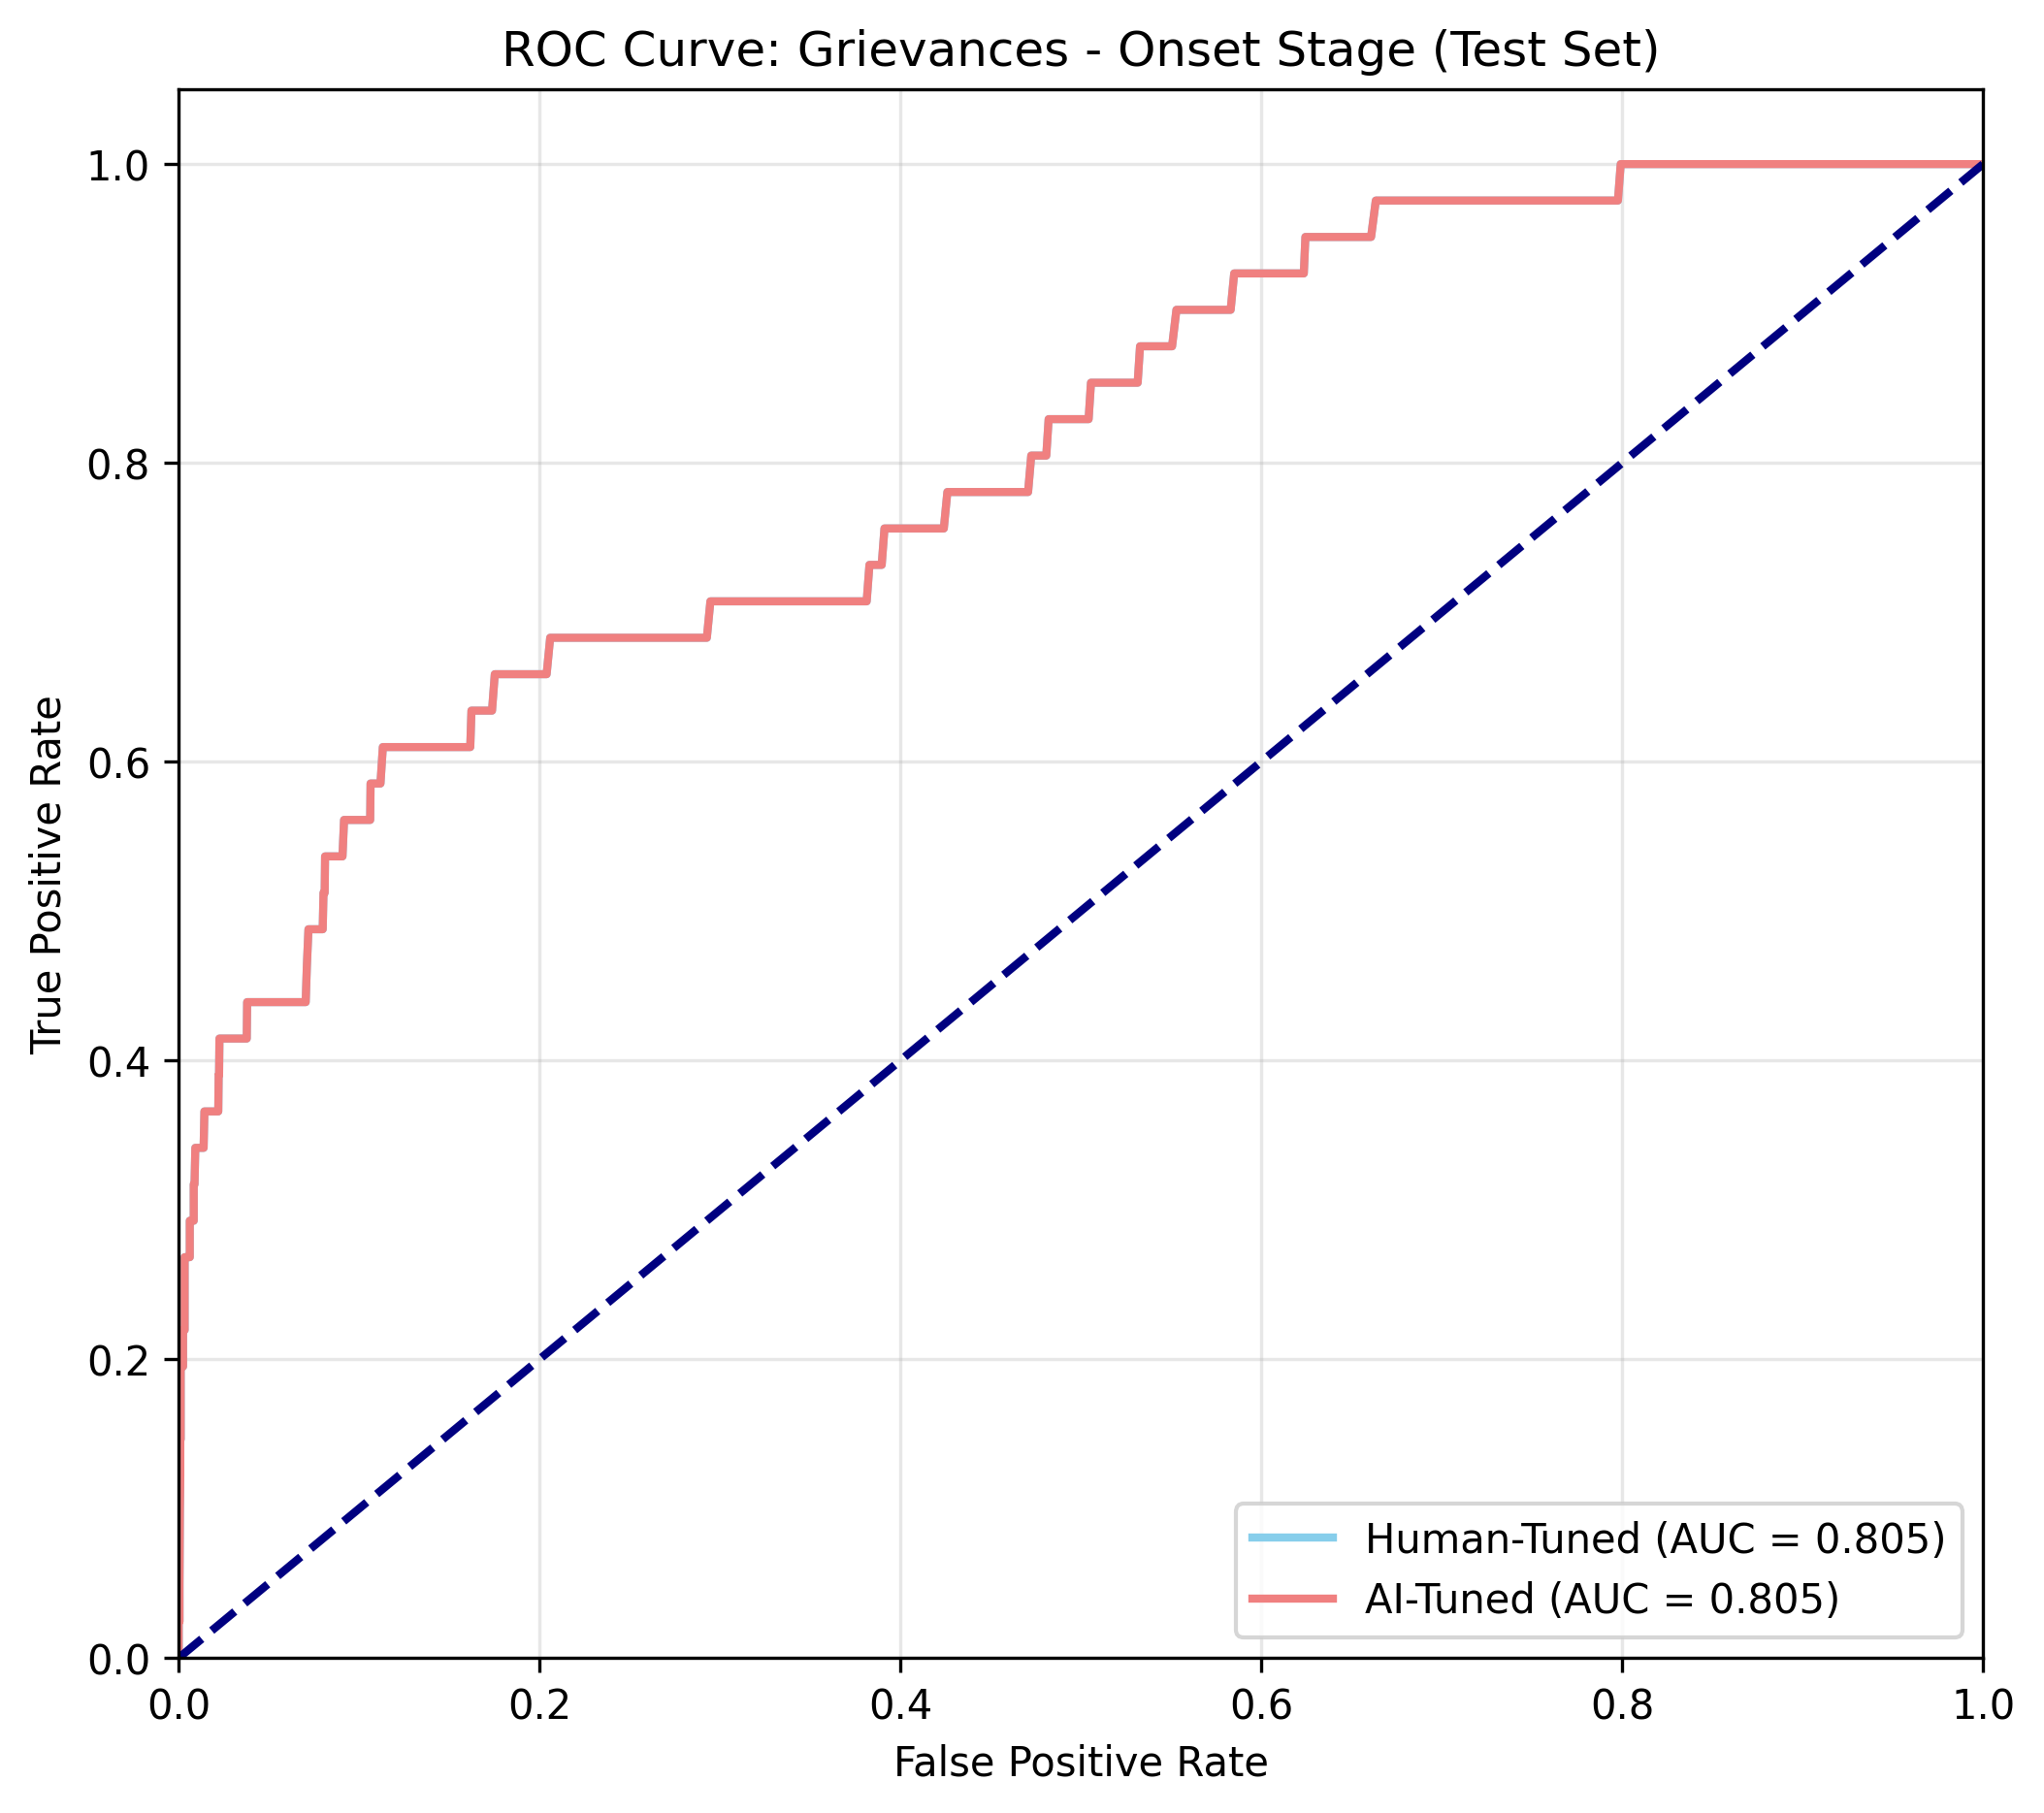 ROC Curve: Grievances - Onset Stage (Test Set)
True Positive Rate
1.0
0.8
0.6
0.4
0.2
0.0
0.0 0.2 0.4 0.6 0.8 1.0
False Positive Rate
Human-Tuned (AUC = 0.805)
AI-Tuned (AUC = 0.805)